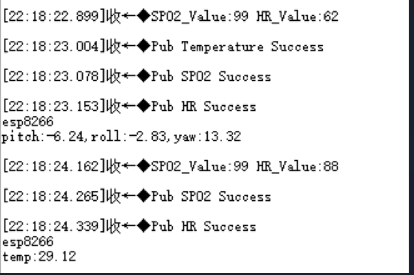 [22:18:22.899]收←◆SPO2_Value:99 HR_Value:62
[22:18:23.004]收←◆Pub Temperature Success
[22:18:23.078]收←◆Pub SPO2 Success
[22:18:23.153]收←◆Pub HR Success
esp8266
pitch:-6.24,roll:-2.83,yaw:13.32
[22:18:24.162]收←◆SPO2_Value:99 HR_Value:88
[22:18:24.265]收←◆Pub SPO2 Success
[22:18:24.339]收←◆Pub HR Success
esp8266
temp:29.12